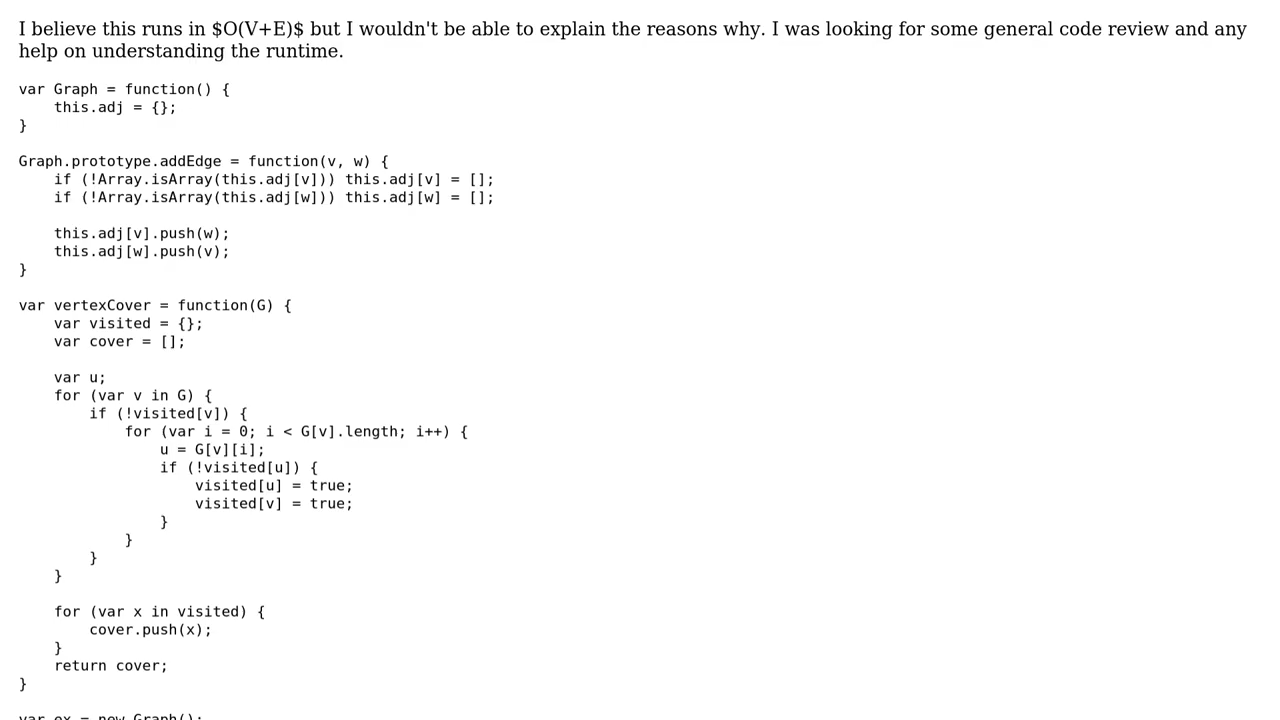 I believe this runs in $O(V+E)$ but I wouldn't be able to explain the reasons why. I was looking for some general code review and any
help on understanding the runtime.
var Graph = function() {
    this.adj = {};
}
Graph.prototype.addEdge = function(v, w) {
    if (!Array.isArray(this.adj[v])) this.adj[v] = [];
    if (!Array.isArray(this.adj[w])) this.adj[w] = [];
    this.adj[v].push(w);
    this.adj[w].push(v);
}
var vertexCover = function(G) {
    var visited = {};
    var cover = [];
    var u;
    for (var v in G) {
        if (!visited[v]) {
            for (var i = 0; i < G[v].length; i++) {
                u = G[v][i];
                if (!visited[u]) {
                    visited[u] = true;
                    visited[v] = true;
                }
            }
        }
    }
    for (var x in visited) {
        cover.push(x);
    }
    return cover;
}
var ex = new Graph();